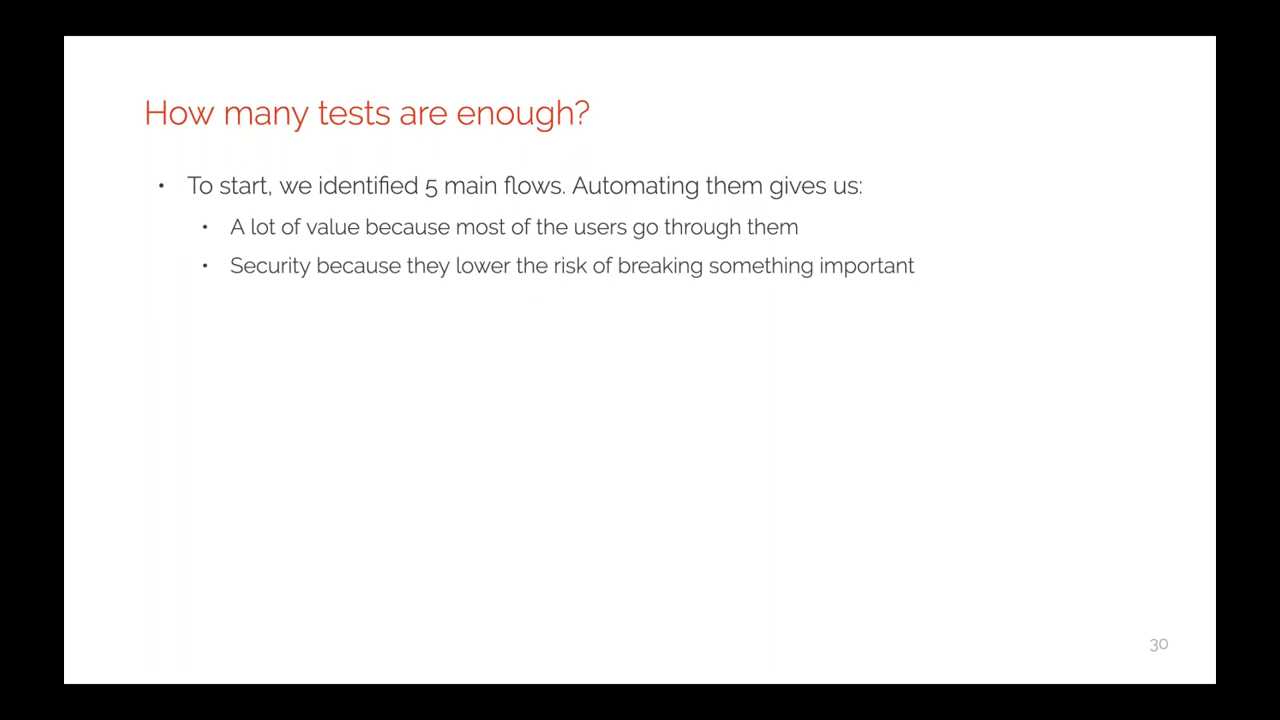 How many tests are enough?
• To start, we identified 5 main flows. Automating them gives us:
• A lot of value because most of the users go through them
• Security because they lower the risk of breaking something important
30